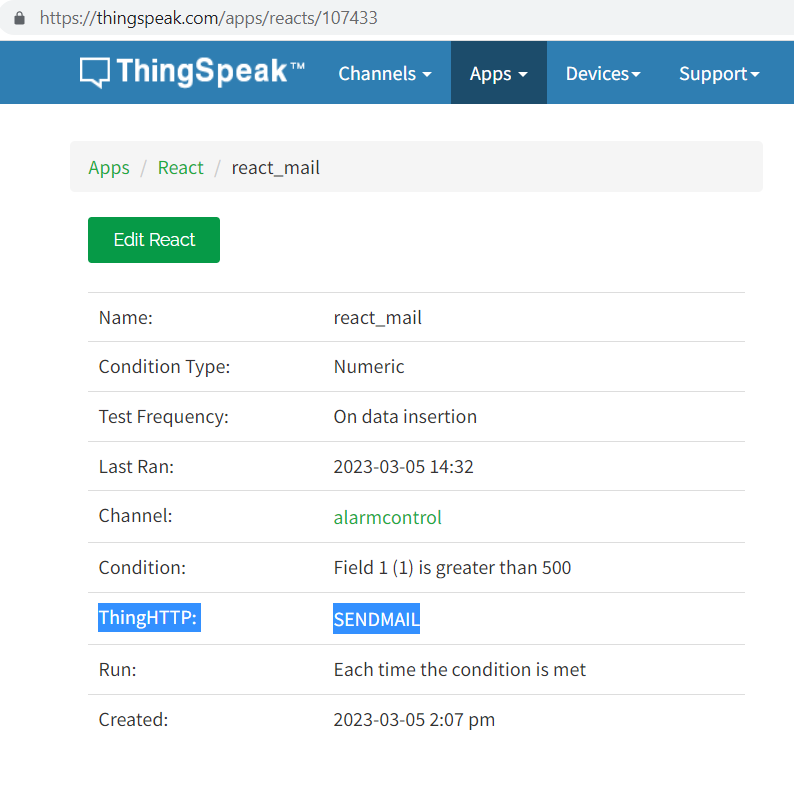 https://thingspeak.com/apps/reacts/107433
ThingSpeak™ Channels Apps Devices Support
Apps / React / react_mail
Edit React
Name: react_mail
Condition Type: Numeric
Test Frequency: On data insertion
Last Ran: 2023-03-05 14:32
Channel: alarmcontrol
Condition: Field 1 (1) is greater than 500
ThingHTTP: SENDMAIL
Run: Each time the condition is met
Created: 2023-03-05 2:07 pm